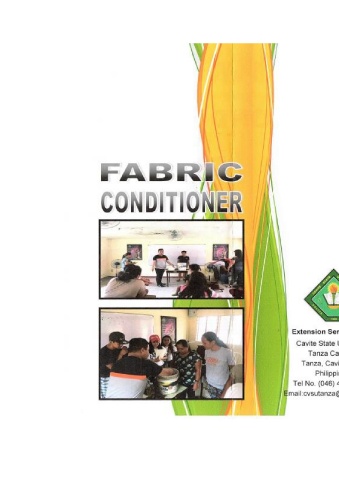 FABRIC
CONDITIONER
Extension Ser
Cavite State U
Tanza Ca
Tanza, Cavi
Philippi
Tel No. (046) 4
Email:cvsutanza@